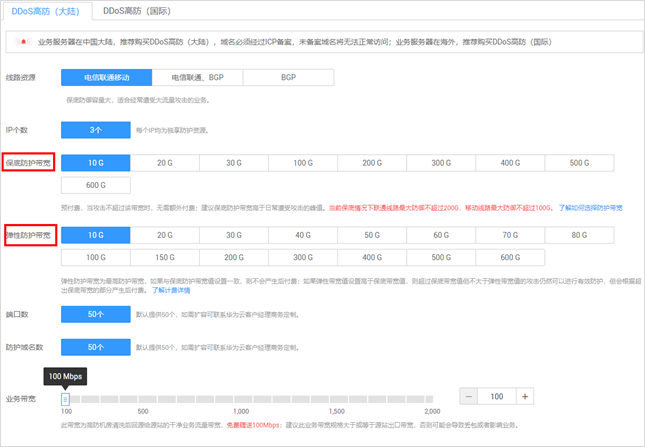 DDoS高防（大陆） DDoS高防（国际）
业务服务器在中国大陆，推荐购买DDoS高防（大陆），域名必须经过ICP备案，未备案域名将无法正常访问；业务服务器在海外，推荐购买DDoS高防（国际）
线路资源 电信联通移动 电信联通、BGP BGP
保底防御容量大、适合经常遭受大流量攻击的业务。
IP个数 3个 每个IP均为独享防护资源。
保底防护带宽 10 G 20 G 30 G 100 G 200 G 300 G 400 G 500 G
600 G
预付费，当攻击不超过该带宽时，无需额外付费；建议保底防护带宽高于日常遭受攻击的峰值。当前保底情况下联通线路最大防御不超过200G，移动线路最大防御不超过100G。 了解如何选择防护带宽
弹性防护带宽 10 G 20 G 30 G 40 G 50 G 60 G 70 G 80 G
100 G 150 G 200 G 300 G 400 G 500 G 600 G
弹性防护带宽为最高防护带宽，如果与保底防护带宽值设置一致，则不会产生后付费；如果弹性带宽值设置高于保底带宽值，则超过保底带宽值但不大于弹性带宽值的攻击仍然可以进行有效防护，但会根据超
出保底带宽的部分产生后付费。 了解计费详情
端口数 50个 默认提供50个，如需扩容可联系华为云客户经理商务定制。
防护域名数 50个 默认提供50个，如需扩容可联系华为云客户经理商务定制。
100 Mbps
业务带宽 100
100 500 1,000 1,500 2,000
此带宽为高防机房清洗后回源给源站的干净业务流量带宽，免费赠送100Mbps；建议此业务带宽规格大于或等于源站出口带宽，否则可能会导致丢包或者影响业务。